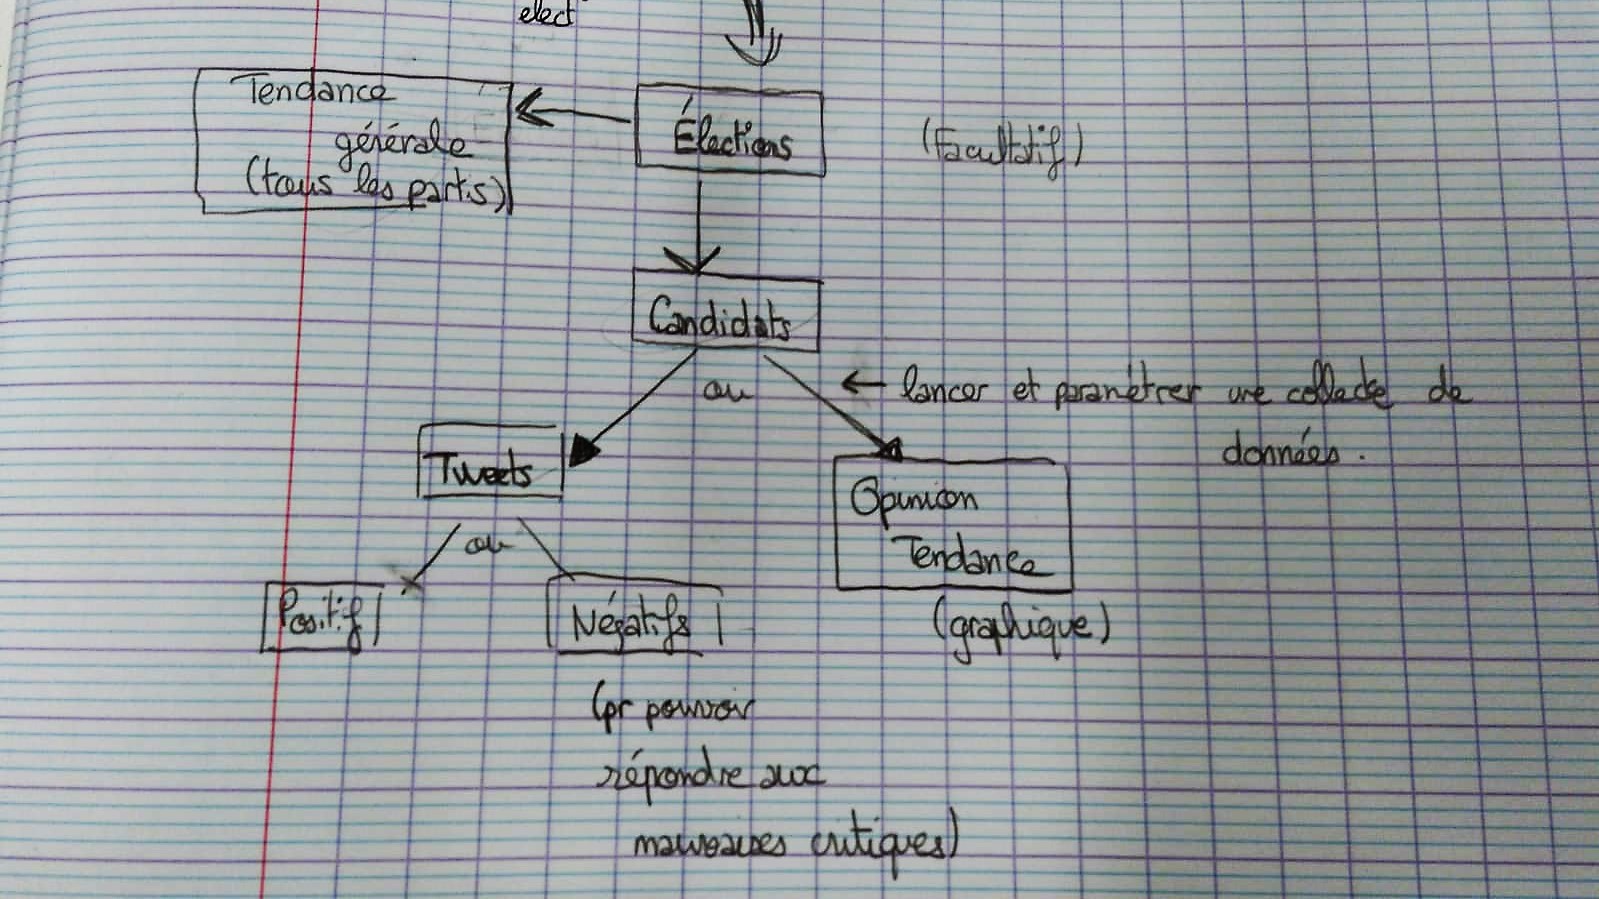 elect°
Tendance
générale
(tous les partis)
Élections
(Facultatif)
Candidats
ou
← lancer et paramétrer une collecte de
données.
Tweets
Opinion
Tendance
(graphique)
ou
Positif
Négatifs
(pr pouvoir
répondre aux
mauvaises critiques)